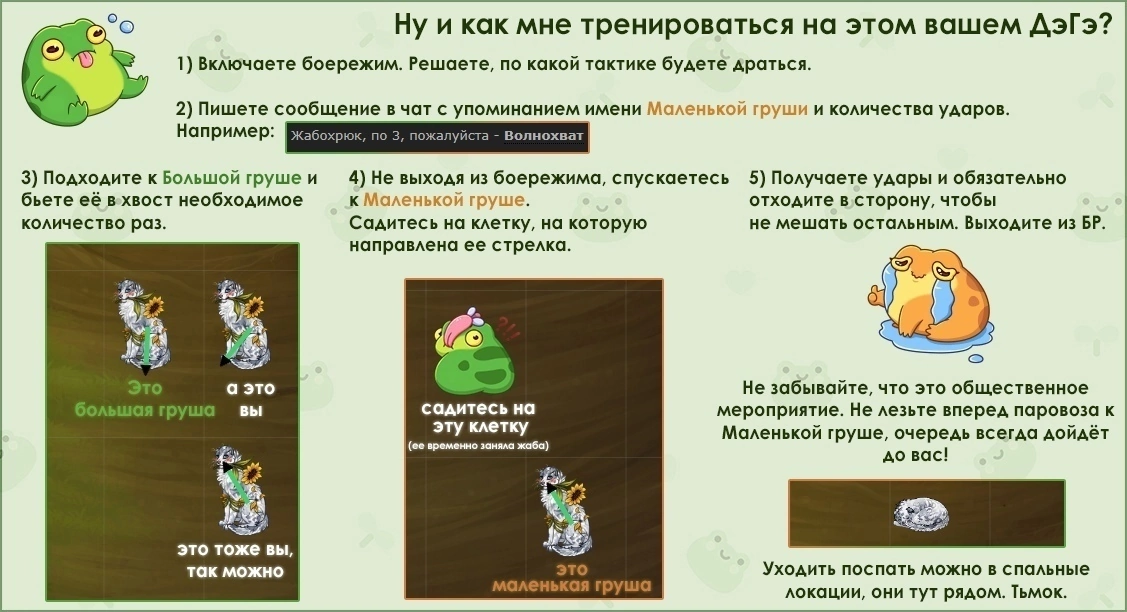 Ну и как мне тренироваться на этом вашем ДэГэ?
1) Включаете боережим. Решаете, по какой тактике будете драться.
2) Пишете сообщение в чат с упоминанием имени Маленькой груши и количества ударов.
Например: Жабохрюк, по 3, пожалуйста - Волнохват
3) Подходите к Большой груше и
бьете её в хвост необходимое
количество раз.
Это
большая груша
а это
вы
это тоже вы,
так можно
4) Не выходя из боережима, спускаетесь
к Маленькой груше.
Садитесь на клетку, на которую
направлена ее стрелка.
?!!
садитесь на
эту клетку
(ее временно заняла жаба)
это
маленькая груша
5) Получаете удары и обязательно
отходите в сторону, чтобы
не мешать остальным. Выходите из БР.
Не забывайте, что это общественное
мероприятие. Не лезьте вперед паровоза к
Маленькой груше, очередь всегда дойдёт
до вас!
Уходить поспать можно в спальные
локации, они тут рядом. Тьмок.